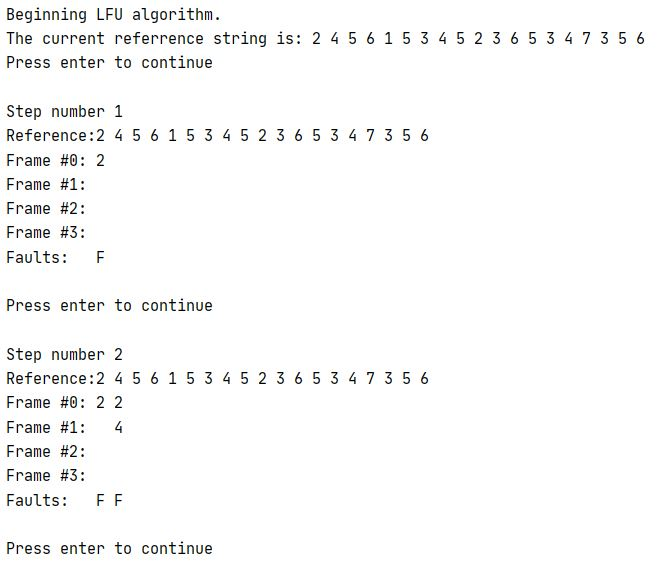 Beginning LFU algorithm.
The current referrence string is: 2 4 5 6 1 5 3 4 5 2 3 6 5 3 4 7 3 5 6
Press enter to continue

Step number 1
Reference:2 4 5 6 1 5 3 4 5 2 3 6 5 3 4 7 3 5 6
Frame #0: 2
Frame #1:
Frame #2:
Frame #3:
Faults:   F

Press enter to continue

Step number 2
Reference:2 4 5 6 1 5 3 4 5 2 3 6 5 3 4 7 3 5 6
Frame #0: 2 2
Frame #1:   4
Frame #2:
Frame #3:
Faults:   F F

Press enter to continue